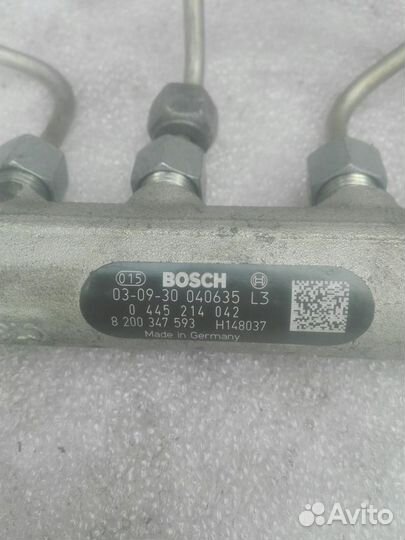 015 BOSCH
03-09-30 040635 L3
0 445 214 042
8 200 347 593 H148037
Made in Germany
Avito